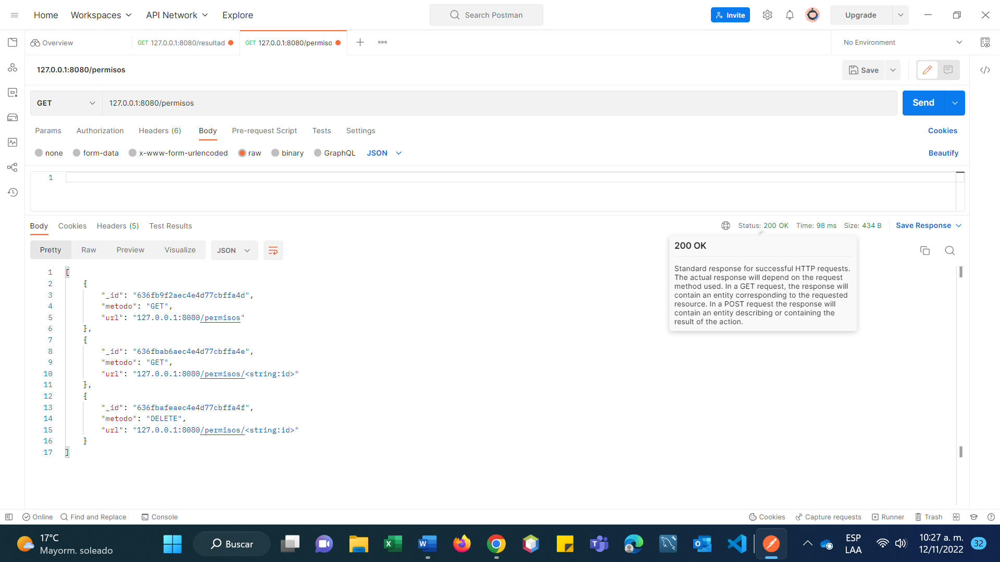 Home Workspaces API Network Explore Search Postman Invite Upgrade
Overview GET 127.0.0.1:8080/resultad GET 127.0.0.1:8080/permiso No Environment
127.0.0.1:8080/permisos Save
GET 127.0.0.1:8080/permisos Send
Params Authorization Headers (6) Body Pre-request Script Tests Settings Cookies
none form-data x-www-form-urlencoded raw binary GraphQL JSON Beautify
1
Body Cookies Headers (5) Test Results Status: 200 OK Time: 98 ms Size: 434 B Save Response
Pretty Raw Preview Visualize JSON
200 OK
Standard response for successful HTTP requests.
The actual response will depend on the request
method used. In a GET request, the response will
contain an entity corresponding to the requested
resource. In a POST request the response will
contain an entity describing or containing the
result of the action.
1 [
2 {
3 "_id": "636fb9f2aec4e4d77cbffa4d",
4 "metodo": "GET",
5 "url": "127.0.0.1:8080/permisos"
6 },
7 {
8 "_id": "636fbab6aec4e4d77cbffa4e",
9 "metodo": "GET",
10 "url": "127.0.0.1:8080/permisos/<string:id>"
11 },
12 {
13 "_id": "636fbafeaec4e4d77cbffa4f",
14 "metodo": "DELETE",
15 "url": "127.0.0.1:8080/permisos/<string:id>"
16 }
17 ]
Online Find and Replace Console Cookies Capture requests Runner Trash
17°C
Mayorm. soleado
Buscar
ESP
LAA
10:27 a. m.
12/11/2022
32